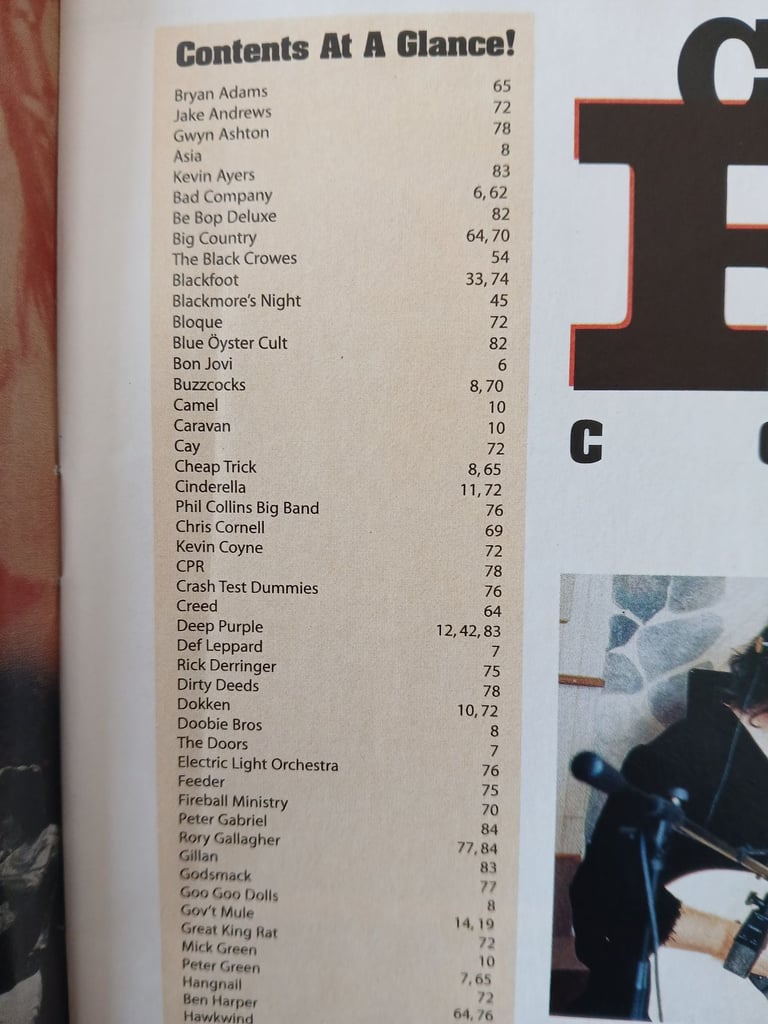 Contents At A Glance!
Bryan Adams 65
Jake Andrews 72
Gwyn Ashton 78
Asia 8
Kevin Ayers 83
Bad Company 6, 62
Be Bop Deluxe 82
Big Country 64, 70
The Black Crowes 54
Blackfoot 33, 74
Blackmore's Night 45
Bloque 72
Blue Öyster Cult 82
Bon Jovi 6
Buzzcocks 8, 70
Camel 10
Caravan 10
Cay 72
Cheap Trick 8, 65
Cinderella 11, 72
Phil Collins Big Band 76
Chris Cornell 69
Kevin Coyne 72
CPR 78
Crash Test Dummies 76
Creed 64
Deep Purple 12, 42, 83
Def Leppard 7
Rick Derringer 75
Dirty Deeds 78
Dokken 10, 72
Doobie Bros 8
The Doors 7
Electric Light Orchestra 76
Feeder 75
Fireball Ministry 70
Peter Gabriel 84
Rory Gallagher 77, 84
Gillan 83
Godsmack 77
Goo Goo Dolls 8
Gov't Mule 14, 19
Great King Rat 72
Mick Green 10
Peter Green 7, 65
Hangnail 72
Ben Harper 64, 76
Hawkwind
C
C